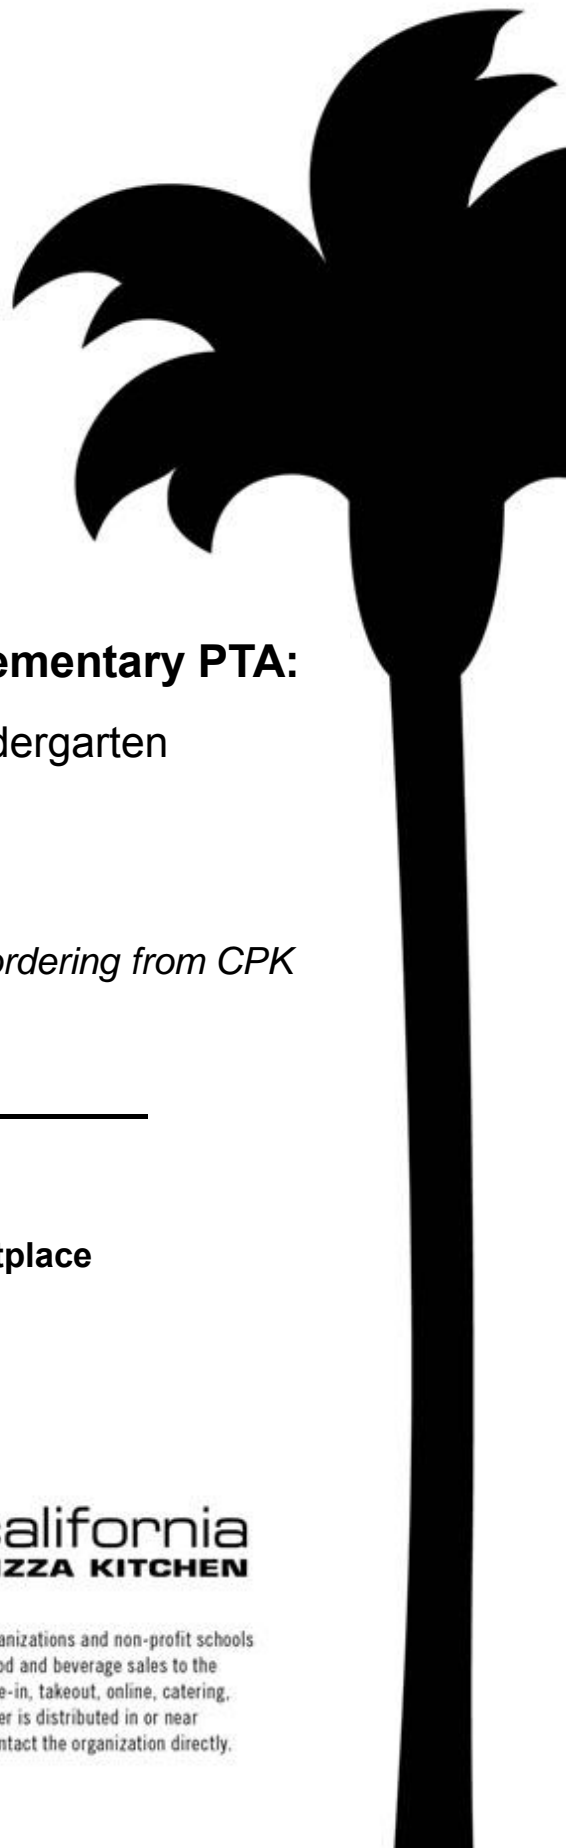 ementary PTA:
dergarten
ordering from CPK
tplace
alifornia
IZZA KITCHEN
anizations and non-profit schools
od and beverage sales to the
e-in, takeout, online, catering,
er is distributed in or near
ntact the organization directly.